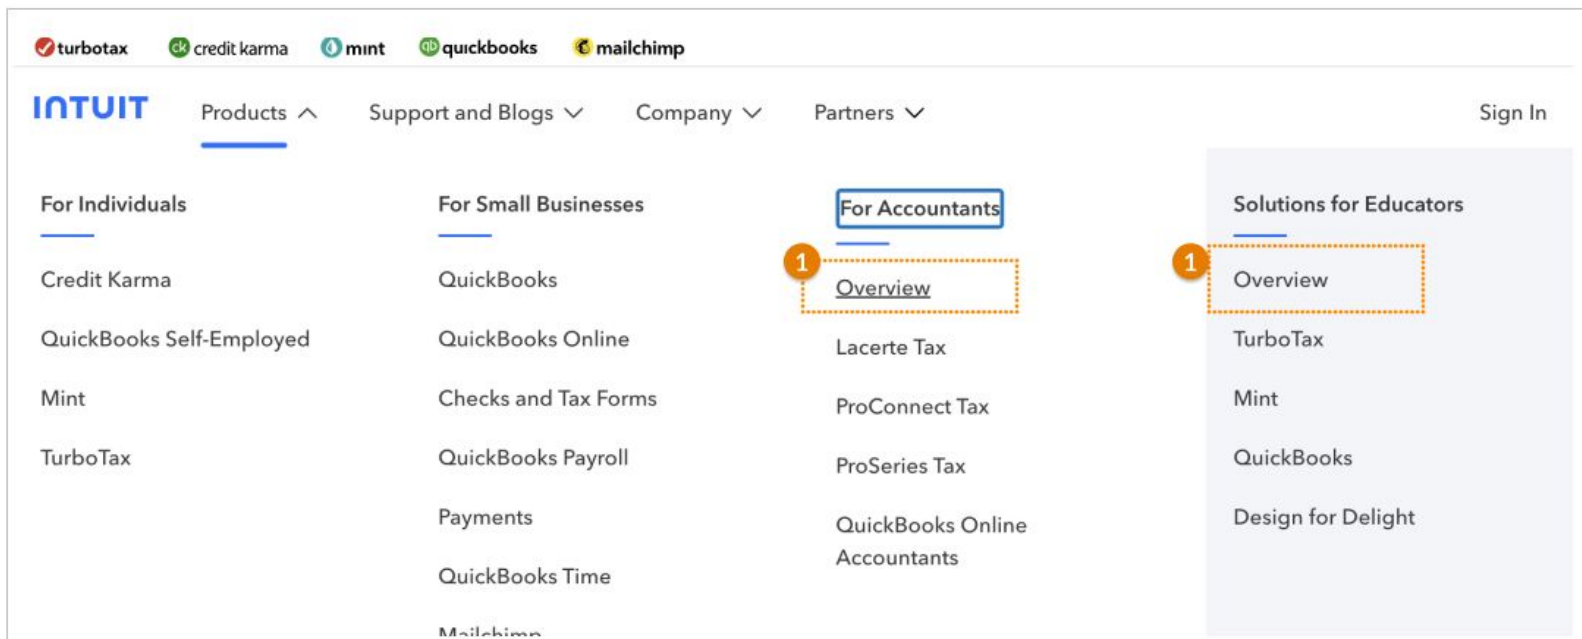 turbotax credit karma mint quickbooks mailchimp
INTUIT Products Support and Blogs Company Partners Sign In
For Individuals
Credit Karma
QuickBooks Self-Employed
Mint
TurboTax
For Small Businesses
QuickBooks
QuickBooks Online
Checks and Tax Forms
QuickBooks Payroll
Payments
QuickBooks Time
Mailchimp
For Accountants
1
Overview
Lacerte Tax
ProConnect Tax
ProSeries Tax
QuickBooks Online
Accountants
Solutions for Educators
1
Overview
TurboTax
Mint
QuickBooks
Design for Delight